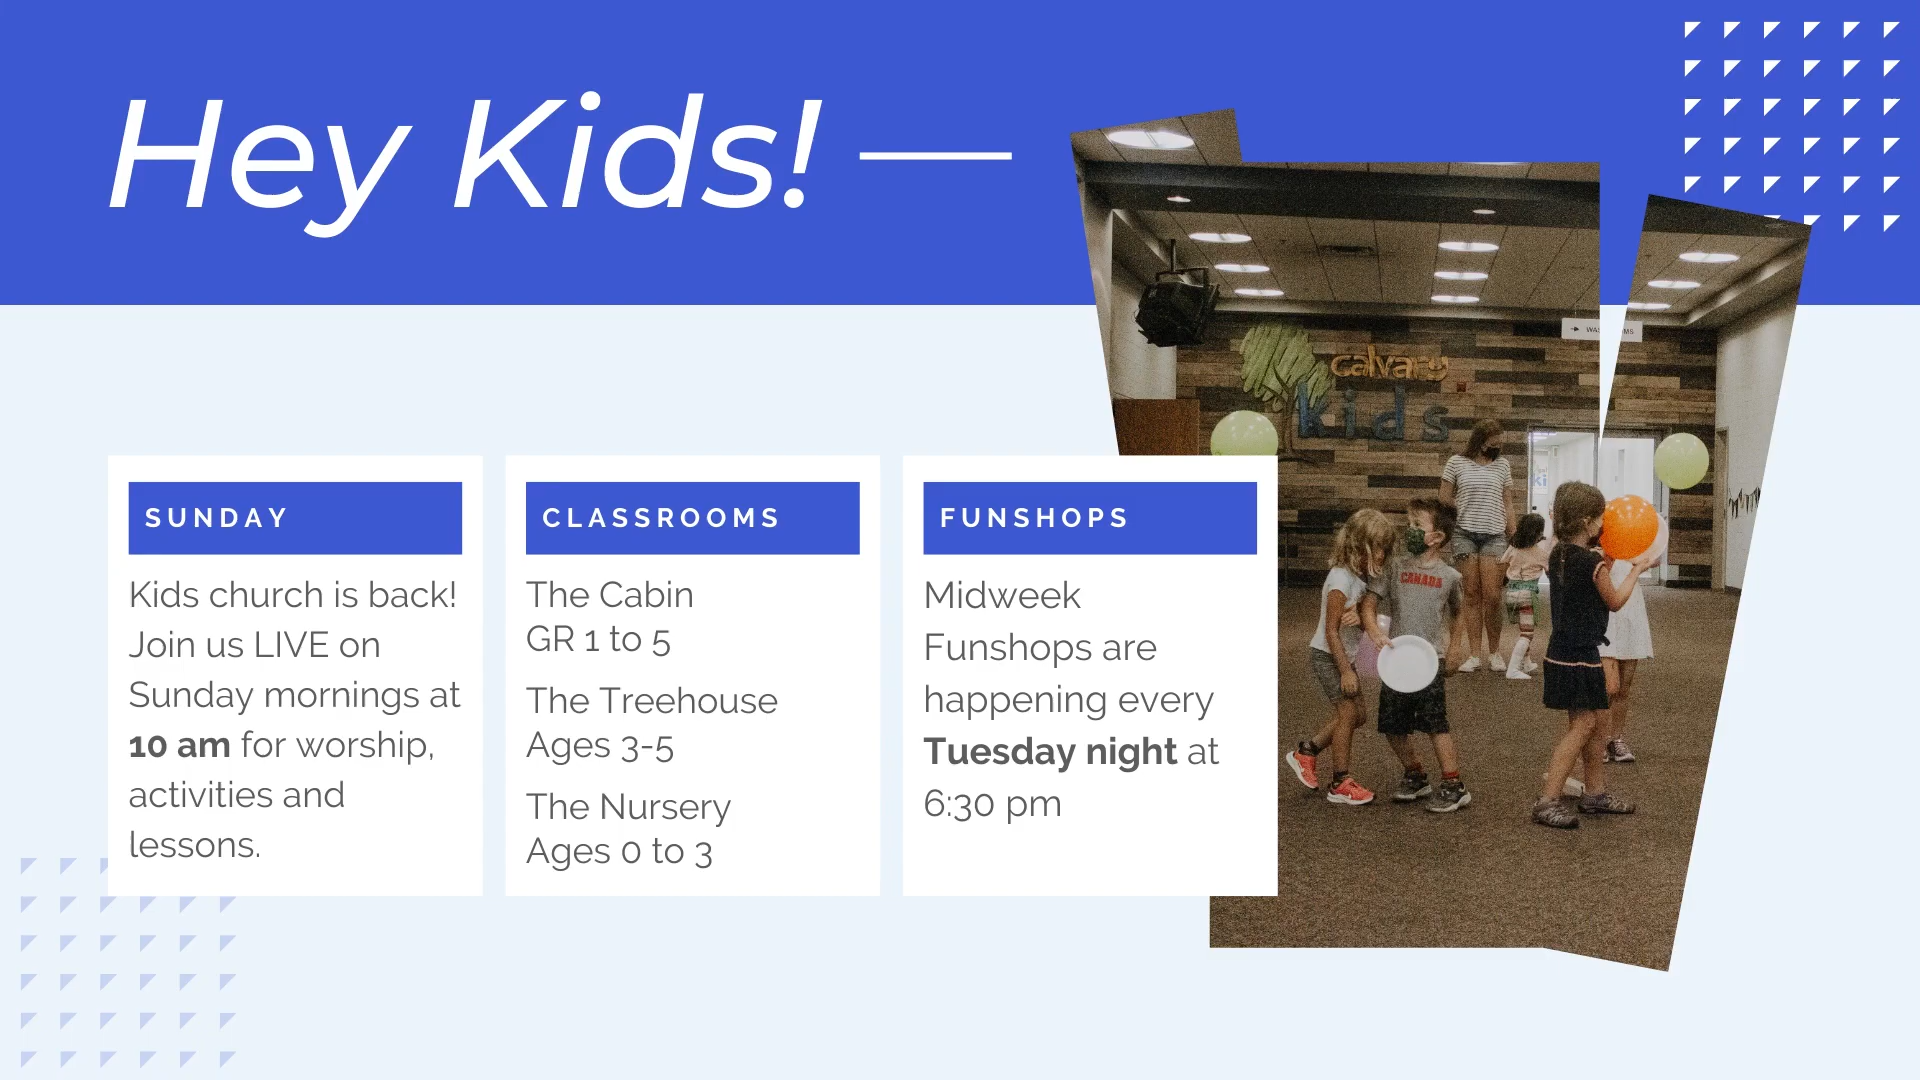 Hey Kids!
SUNDAY
Kids church is back!
Join us LIVE on
Sunday mornings at
10 am for worship,
activities and
lessons.
CLASSROOMS
The Cabin
GR 1 to 5
The Treehouse
Ages 3-5
The Nursery
Ages 0 to 3
FUNSHOPS
Midweek
Funshops are
happening every
Tuesday night at
6:30 pm
calvary
kids
CANADA